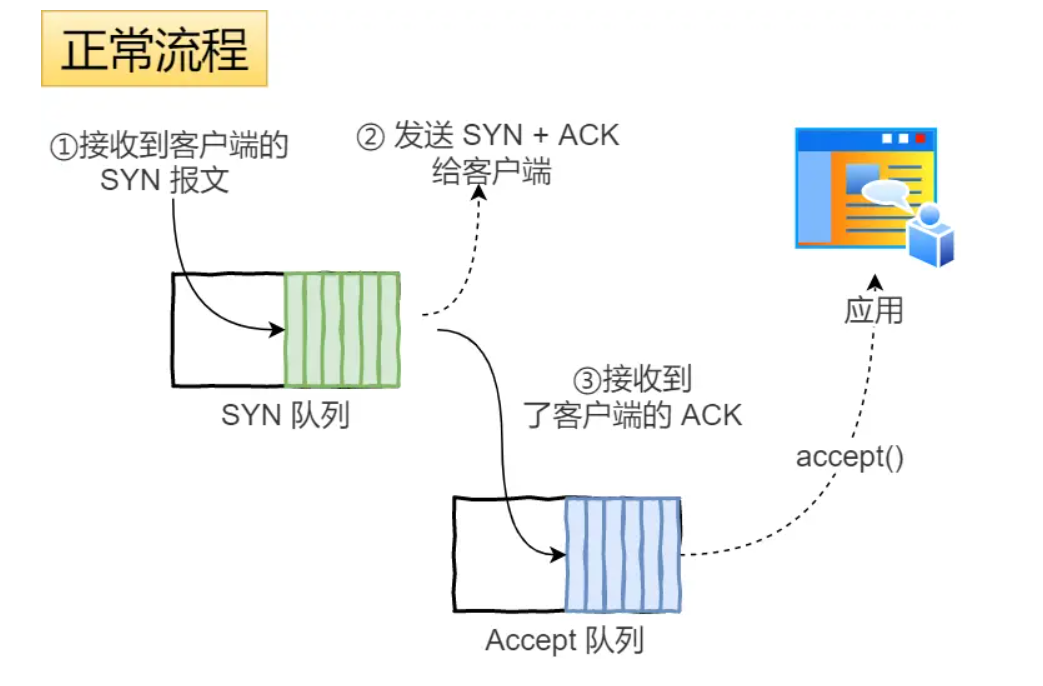 正常流程
①接收到客户端的
SYN 报文
② 发送 SYN + ACK
给客户端
应用
③接收到
了客户端的 ACK
SYN 队列
accept()
Accept 队列